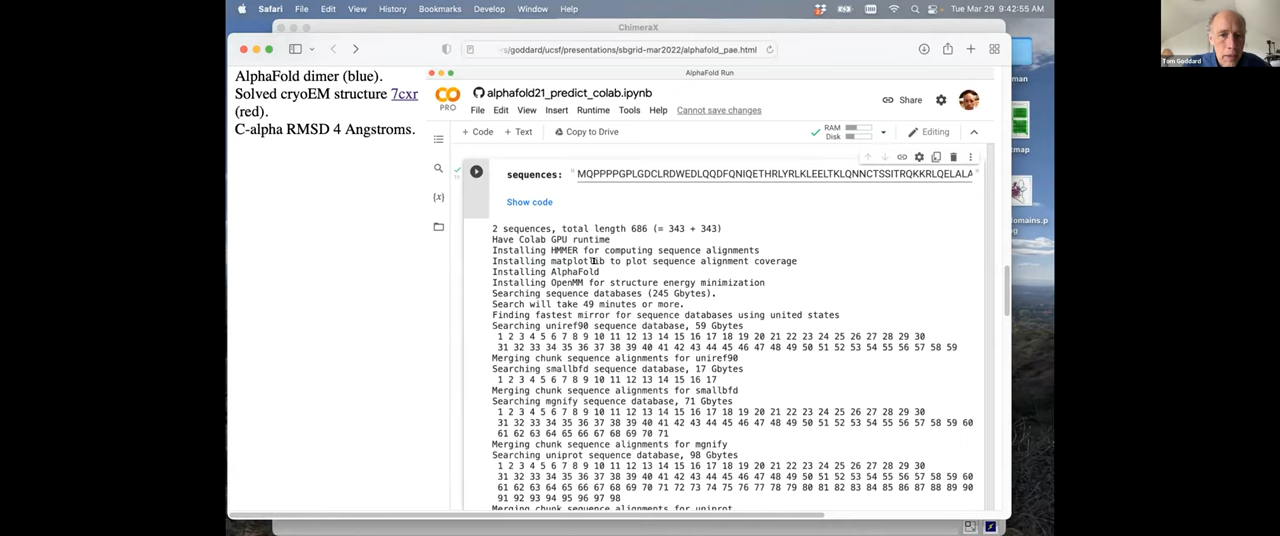 Safari File Edit View History Bookmarks Develop Window Help Tue Mar 29 9:42:55 AM
ChimeraX
Tom Goddard
s/goddard/ucsf/presentations/sbgrid-mar2022/alphafold_pae.html
AlphaFold Run
AlphaFold dimer (blue).
Solved cryoEM structure 7cxr
(red).
C-alpha RMSD 4 Angstroms.
CO
PRO
alphafold21_predict_colab.ipynb
File Edit View Insert Runtime Tools Help Cannot save changes
Share
+ Code + Text Copy to Drive
RAM
Disk
Editing
{x}
sequences: "MQPPPPGPLGDCLRDWEDLQQDFQNIQETHRLYRLKLEELTKLQNNCTSSITRQKKRLQELALA"
Show code
2 sequences, total length 686 (= 343 + 343)
Have Colab GPU runtime
Installing HMMER for computing sequence alignments
Installing matplotlib to plot sequence alignment coverage
Installing AlphaFold
Installing OpenMM for structure energy minimization
Searching sequence databases (245 Gbytes).
Search will take 49 minutes or more.
Finding fastest mirror for sequence databases using united states
Searching uniref90 sequence database, 59 Gbytes
1 2 3 4 5 6 7 8 9 10 11 12 13 14 15 16 17 18 19 20 21 22 23 24 25 26 27 28 29 30
31 32 33 34 35 36 37 38 39 40 41 42 43 44 45 46 47 48 49 50 51 52 53 54 55 56 57 58 59
Merging chunk sequence alignments for uniref90
Searching smallbfd sequence database, 17 Gbytes
1 2 3 4 5 6 7 8 9 10 11 12 13 14 15 16 17
Merging chunk sequence alignments for smallbfd
Searching mgnify sequence database, 71 Gbytes
1 2 3 4 5 6 7 8 9 10 11 12 13 14 15 16 17 18 19 20 21 22 23 24 25 26 27 28 29 30
31 32 33 34 35 36 37 38 39 40 41 42 43 44 45 46 47 48 49 50 51 52 53 54 55 56 57 58 59 60
61 62 63 64 65 66 67 68 69 70 71
Merging chunk sequence alignments for mgnify
Searching uniprot sequence database, 98 Gbytes
1 2 3 4 5 6 7 8 9 10 11 12 13 14 15 16 17 18 19 20 21 22 23 24 25 26 27 28 29 30
31 32 33 34 35 36 37 38 39 40 41 42 43 44 45 46 47 48 49 50 51 52 53 54 55 56 57 58 59 60
61 62 63 64 65 66 67 68 69 70 71 72 73 74 75 76 77 78 79 80 81 82 83 84 85 86 87 88 89 90
91 92 93 94 95 96 97 98
Merging chunk sequence alignments for uniprot
man
tmap
domains.p
ng